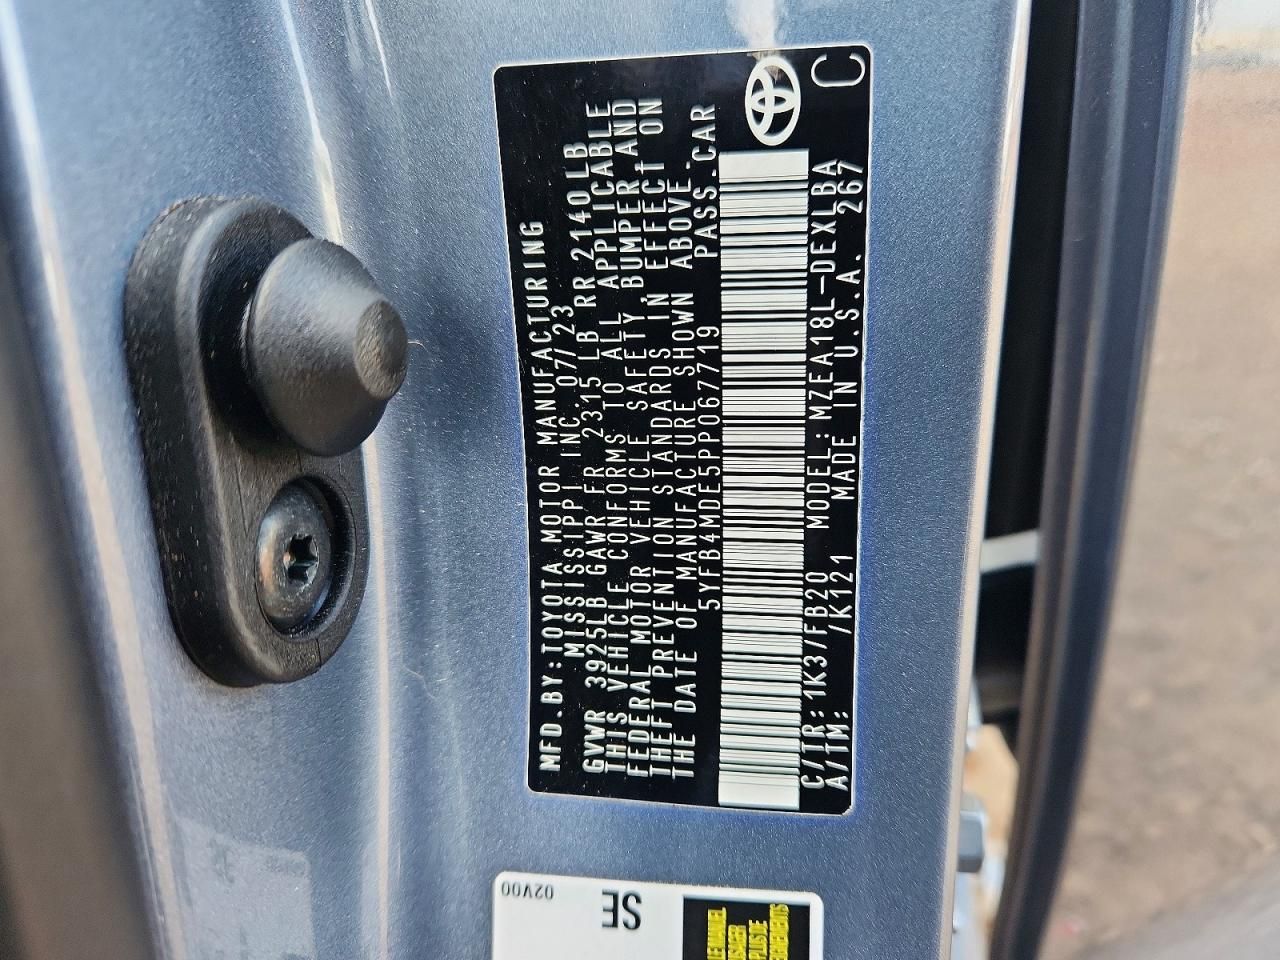 MFD.BY:TOYOTA MOTOR MANUFACTURING
MISSISSIPPI INC. 07/23
GVWR 3925LB GAWR FR 2315 LB RR 2140LB
THIS VEHICLE CONFORMS TO ALL APPLICABLE
FEDERAL MOTOR VEHICLE SAFETY, BUMPER, AND
THEFT PREVENTION STANDARDS IN EFFECT ON
THE DATE OF MANUFACTURE SHOWN ABOVE.
5YFB4MDE5PP067719 PASS.CAR
C/TR:1K3/FB20 MODEL:MZEA18L-DEXLBA
A/TM: /K121 MADE IN U.S.A. 267
C
02V00
SE